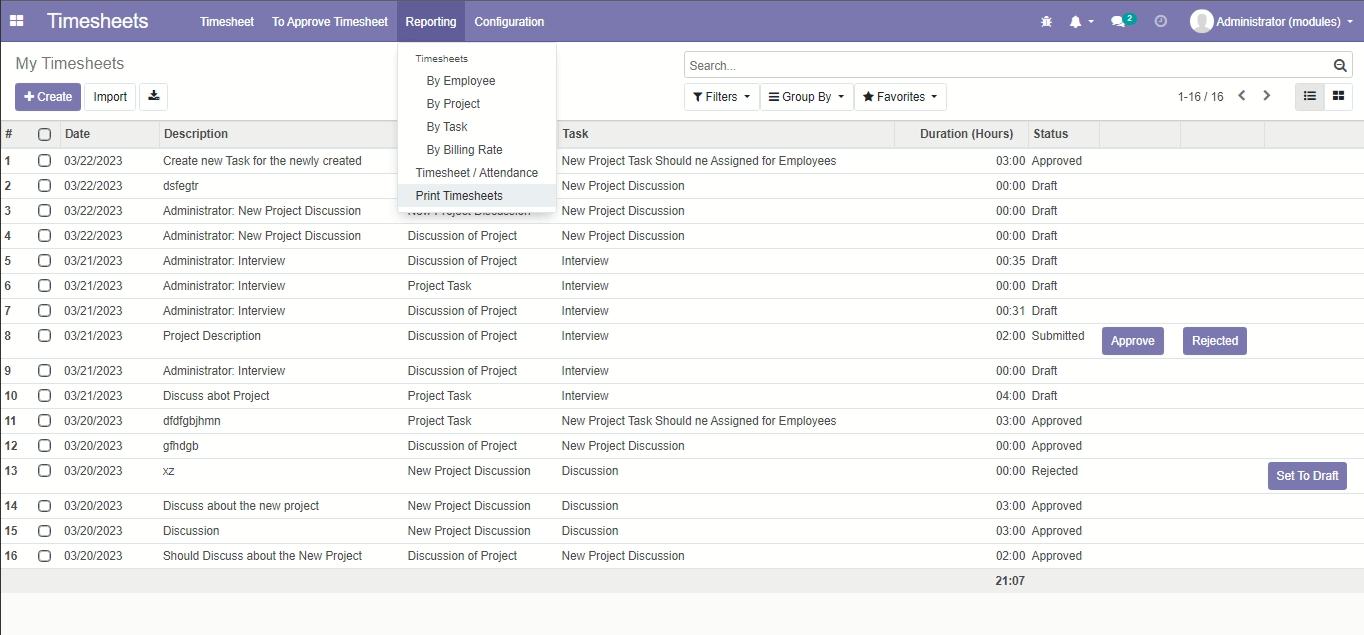 Timesheets Timesheet To Approve Timesheet Reporting Configuration 2 Administrator (modules)
My Timesheets Timesheets Search...
By Employee
Create Import Filters Group By Favorites 1-16 / 16
By Project
By Task
# Date Description Task Duration (Hours) Status
By Billing Rate
1 03/22/2023 Create new Task for the newly created New Project Task Should ne Assigned for Employees 03:00 Approved
Timesheet / Attendance
2 03/22/2023 dsfegtr New Project Discussion 00:00 Draft
Print Timesheets
3 03/22/2023 Administrator: New Project Discussion New Project Discussion New Project Discussion 00:00 Draft
4 03/22/2023 Administrator: New Project Discussion Discussion of Project New Project Discussion 00:00 Draft
5 03/21/2023 Administrator: Interview Discussion of Project Interview 00:35 Draft
6 03/21/2023 Administrator: Interview Project Task Interview 00:00 Draft
7 03/21/2023 Administrator: Interview Discussion of Project Interview 00:31 Draft
8 03/21/2023 Project Description Discussion of Project Interview 02:00 Submitted Approve Rejected
9 03/21/2023 Administrator: Interview Discussion of Project Interview 00:00 Draft
10 03/21/2023 Discuss abot Project Project Task Interview 04:00 Draft
11 03/20/2023 dfdfgbjhmn Project Task New Project Task Should ne Assigned for Employees 03:00 Approved
12 03/20/2023 gfhdgb Discussion of Project New Project Discussion 00:00 Approved
13 03/20/2023 xz New Project Discussion Discussion 00:00 Rejected Set To Draft
14 03/20/2023 Discuss about the new project New Project Discussion Discussion 03:00 Approved
15 03/20/2023 Discussion New Project Discussion Discussion 03:00 Approved
16 03/20/2023 Should Discuss about the New Project Discussion of Project New Project Discussion 02:00 Approved
21:07